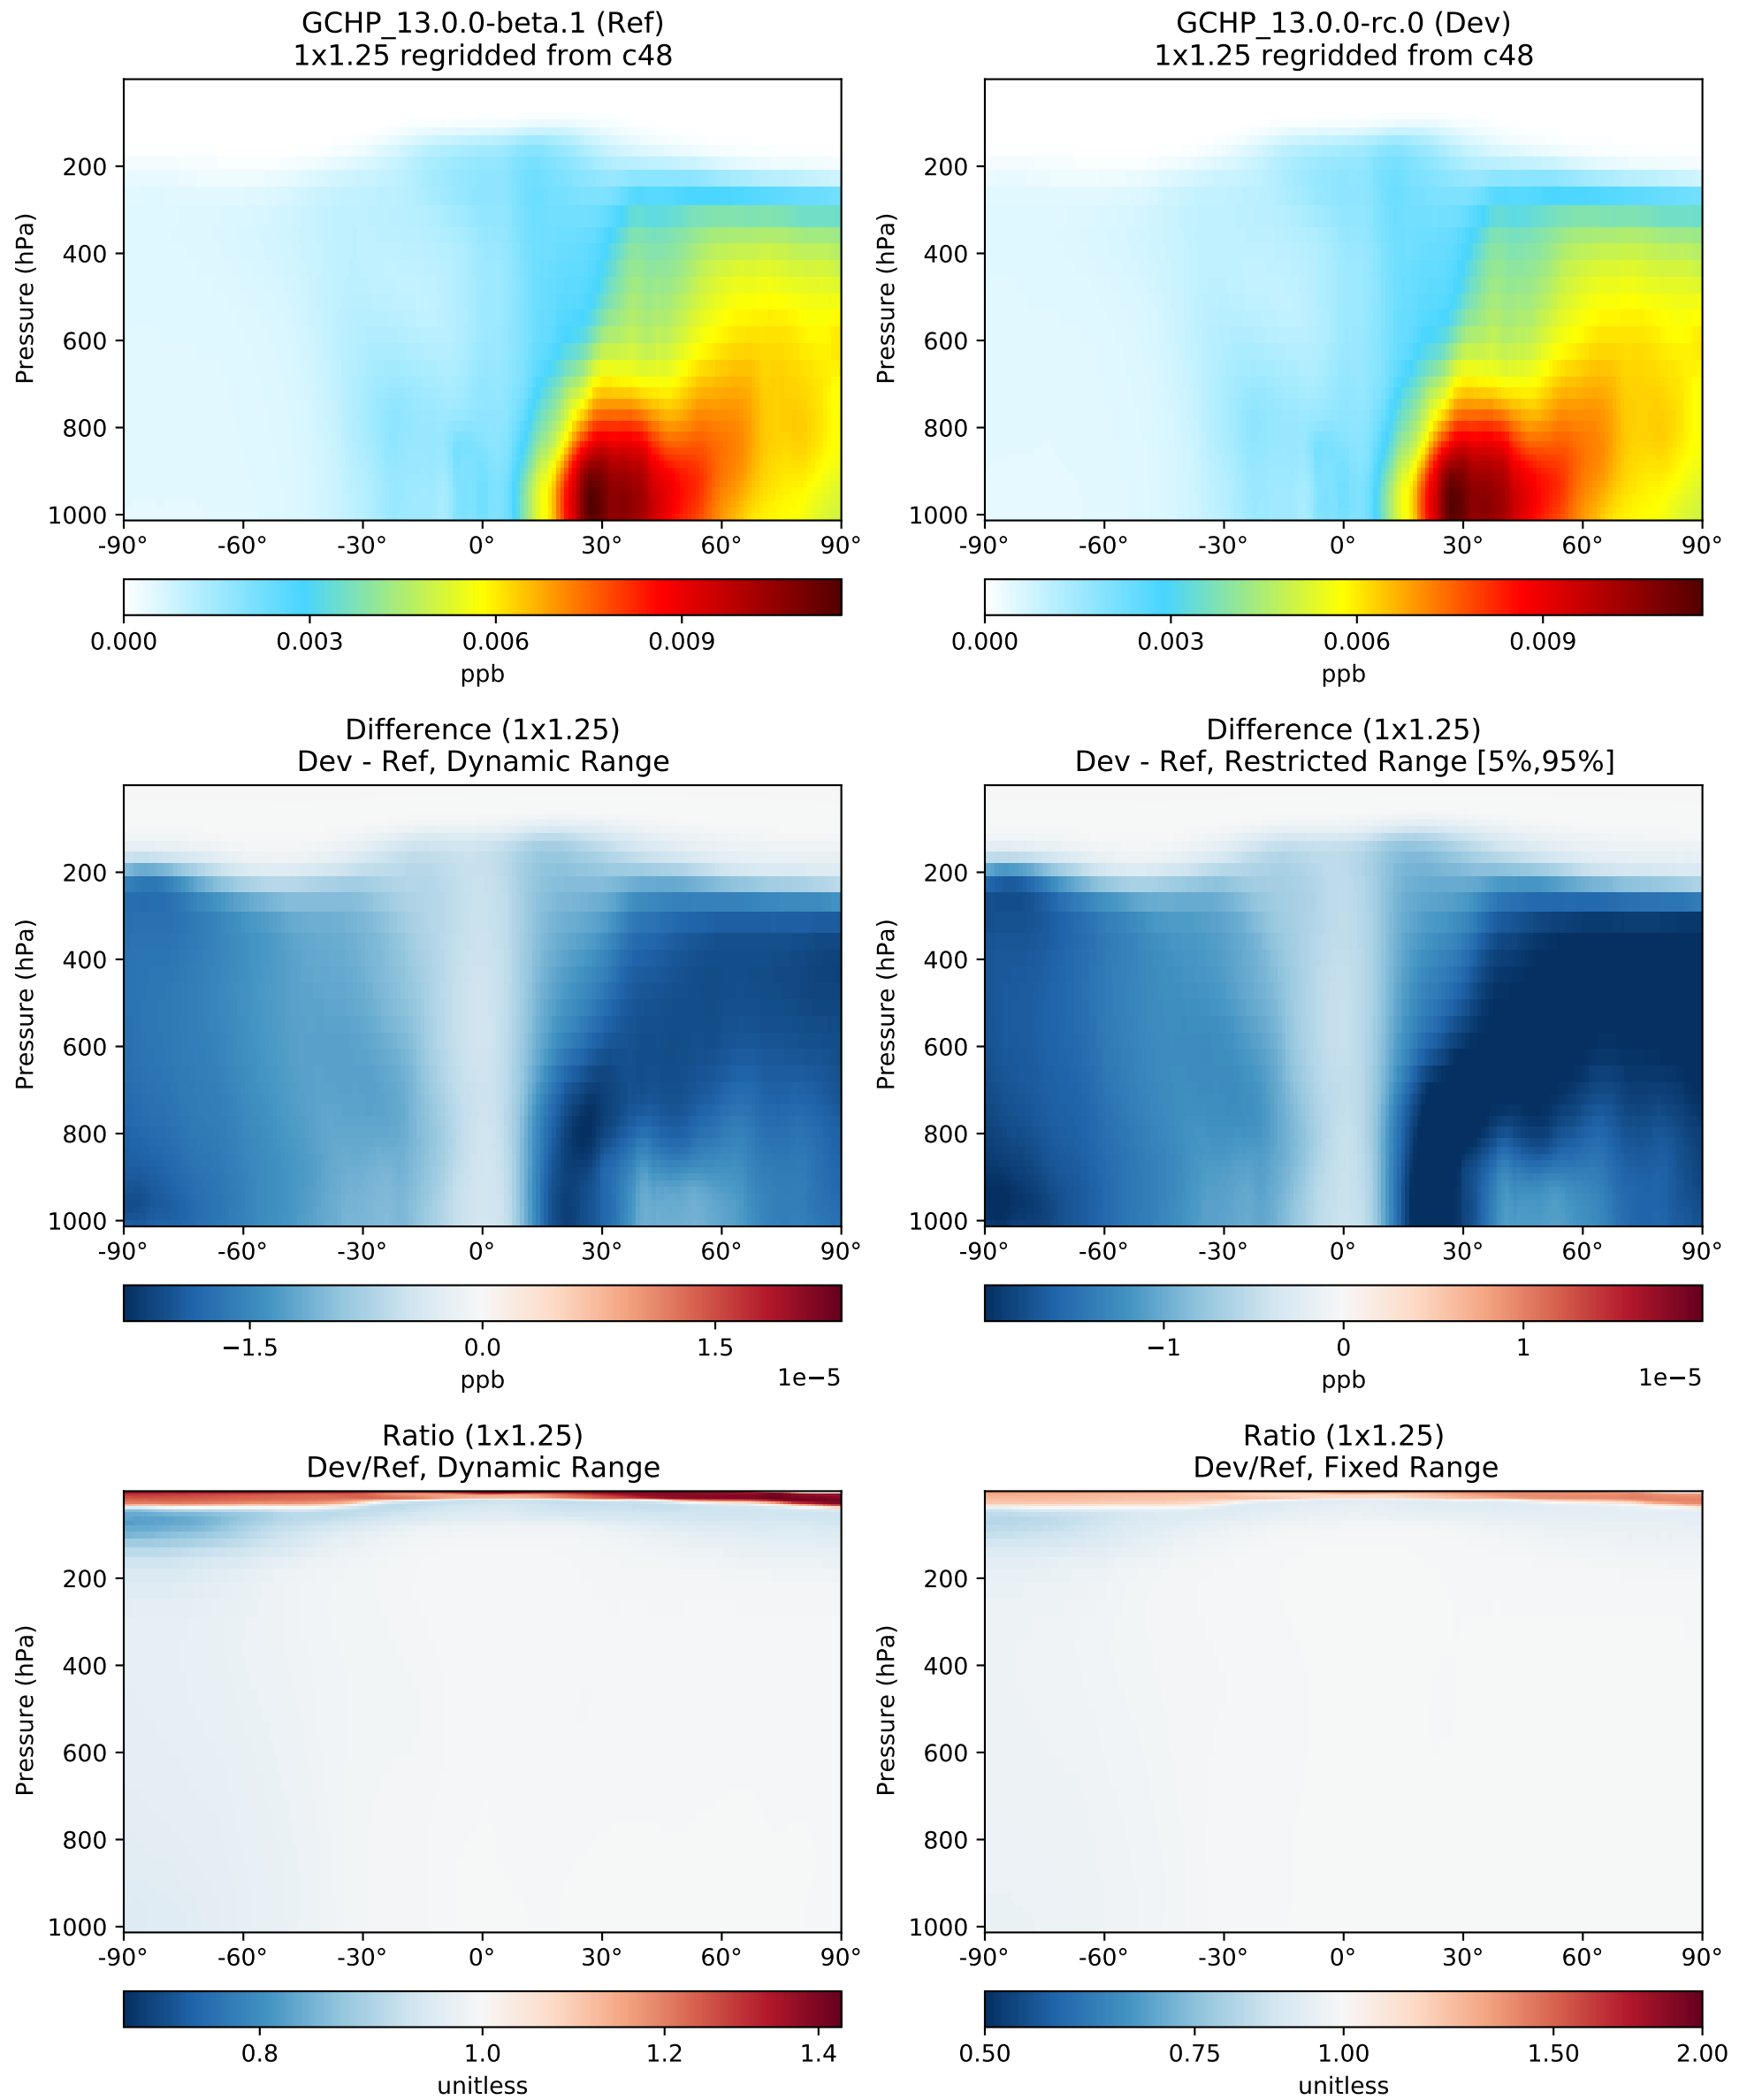 GCHP_13.0.0-beta.1 (Ref)
1x1.25 regridded from c48
Pressure (hPa)
200
400
600
800
1000
-90° -60° -30° 0° 30° 60° 90°
0.000 0.003 0.006 0.009
ppb
GCHP_13.0.0-rc.0 (Dev)
1x1.25 regridded from c48
Pressure (hPa)
200
400
600
800
1000
-90° -60° -30° 0° 30° 60° 90°
0.000 0.003 0.006 0.009
ppb
Difference (1x1.25)
Dev - Ref, Dynamic Range
Pressure (hPa)
200
400
600
800
1000
-90° -60° -30° 0° 30° 60° 90°
−1.5 0.0 1.5
ppb 1e−5
Difference (1x1.25)
Dev - Ref, Restricted Range [5%,95%]
Pressure (hPa)
200
400
600
800
1000
-90° -60° -30° 0° 30° 60° 90°
−1 0 1
ppb 1e−5
Ratio (1x1.25)
Dev/Ref, Dynamic Range
Pressure (hPa)
200
400
600
800
1000
-90° -60° -30° 0° 30° 60° 90°
0.8 1.0 1.2 1.4
unitless
Ratio (1x1.25)
Dev/Ref, Fixed Range
Pressure (hPa)
200
400
600
800
1000
-90° -60° -30° 0° 30° 60° 90°
0.50 0.75 1.00 1.50 2.00
unitless